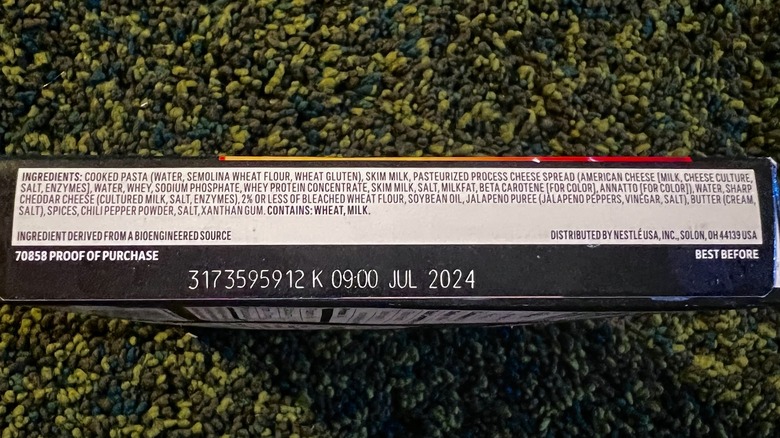 INGREDIENTS: COOKED PASTA (WATER, SEMOLINA WHEAT FLOUR, WHEAT GLUTEN), SKIM MILK, PASTEURIZED PROCESS CHEESE SPREAD (AMERICAN CHEESE [MILK, CHEESE CULTURE,
SALT, ENZYMES], WATER, WHEY, SODIUM PHOSPHATE, WHEY PROTEIN CONCENTRATE, SKIM MILK, SALT, MILKFAT, BETA CAROTENE [FOR COLOR], ANNATTO [FOR COLOR]), WATER, SHARP
CHEDDAR CHEESE (CULTURED MILK, SALT, ENZYMES), 2% OR LESS OF BLEACHED WHEAT FLOUR, SOYBEAN OIL, JALAPENO PUREE (JALAPENO PEPPERS, VINEGAR, SALT), BUTTER (CREAM,
SALT), SPICES, CHILI PEPPER POWDER, SALT, XANTHAN GUM. CONTAINS: WHEAT, MILK.
INGREDIENT DERIVED FROM A BIOENGINEERED SOURCE
DISTRIBUTED BY NESTLÉ USA, INC., SOLON, OH 44139 USA
70858 PROOF OF PURCHASE
BEST BEFORE
3173595912 K 09:00 JUL 2024